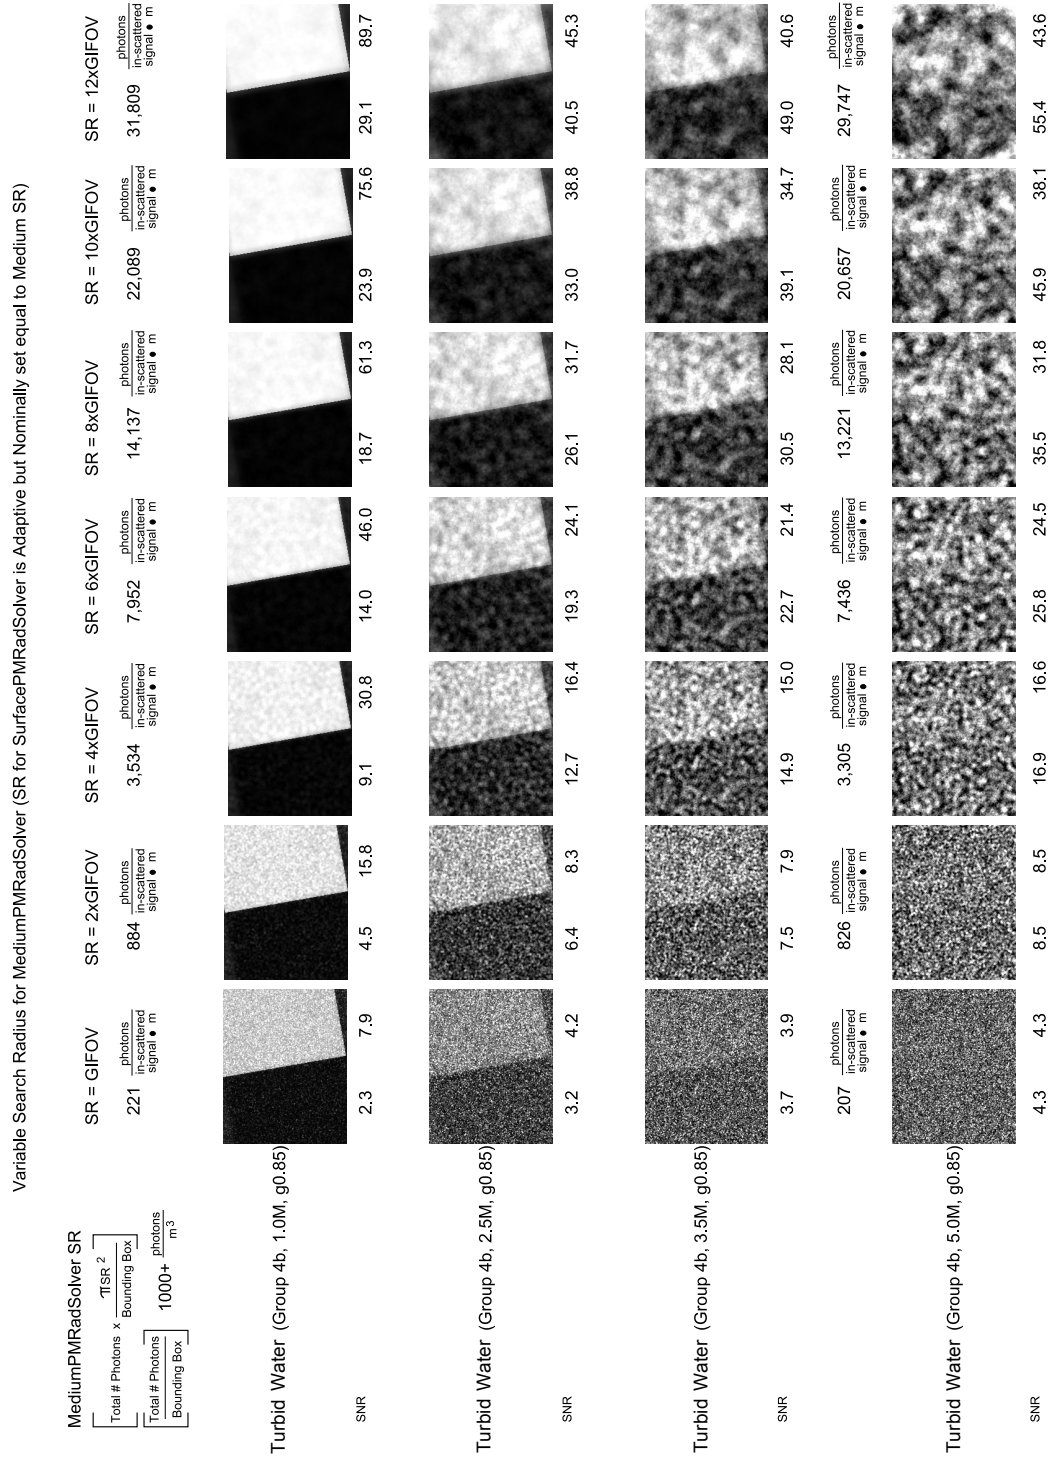 Variable Search Radius for MediumPMRadSolver (SR for SurfacePMRadSolver is Adaptive but Nominally set equal to Medium SR)
MediumPMRadSolver SR
SR = GIFOV
SR = 2xGIFOV
SR = 4xGIFOV
SR = 6xGIFOV
SR = 8xGIFOV
SR = 10xGIFOV
SR = 12xGIFOV
Total # Photons x
πSR 2
Bounding Box
221
photons
in-scattered
signal ● m
884
photons
in-scattered
signal ● m
3,534
photons
in-scattered
signal ● m
7,952
photons
in-scattered
signal ● m
14,137
photons
in-scattered
signal ● m
22,089
photons
in-scattered
signal ● m
31,809
photons
in-scattered
signal ● m
Total # Photons
Bounding Box
1000+
photons
m3
Turbid Water (Group 4b, 1.0M, g0.85)
SNR
2.3 7.9
4.5 15.8
9.1 30.8
14.0 46.0
18.7 61.3
23.9 75.6
29.1 89.7
Turbid Water (Group 4b, 2.5M, g0.85)
SNR
3.2 4.2
6.4 8.3
12.7 16.4
19.3 24.1
26.1 31.7
33.0 38.8
40.5 45.3
Turbid Water (Group 4b, 3.5M, g0.85)
SNR
3.7 3.9
7.5 7.9
14.9 15.0
22.7 21.4
30.5 28.1
39.1 34.7
49.0 40.6
207
photons
in-scattered
signal ● m
826
photons
in-scattered
signal ● m
3,305
photons
in-scattered
signal ● m
7,436
photons
in-scattered
signal ● m
13,221
photons
in-scattered
signal ● m
20,657
photons
in-scattered
signal ● m
29,747
photons
in-scattered
signal ● m
Turbid Water (Group 4b, 5.0M, g0.85)
SNR
4.3 4.3
8.5 8.5
16.9 16.6
25.8 24.5
35.5 31.8
45.9 38.1
55.4 43.6